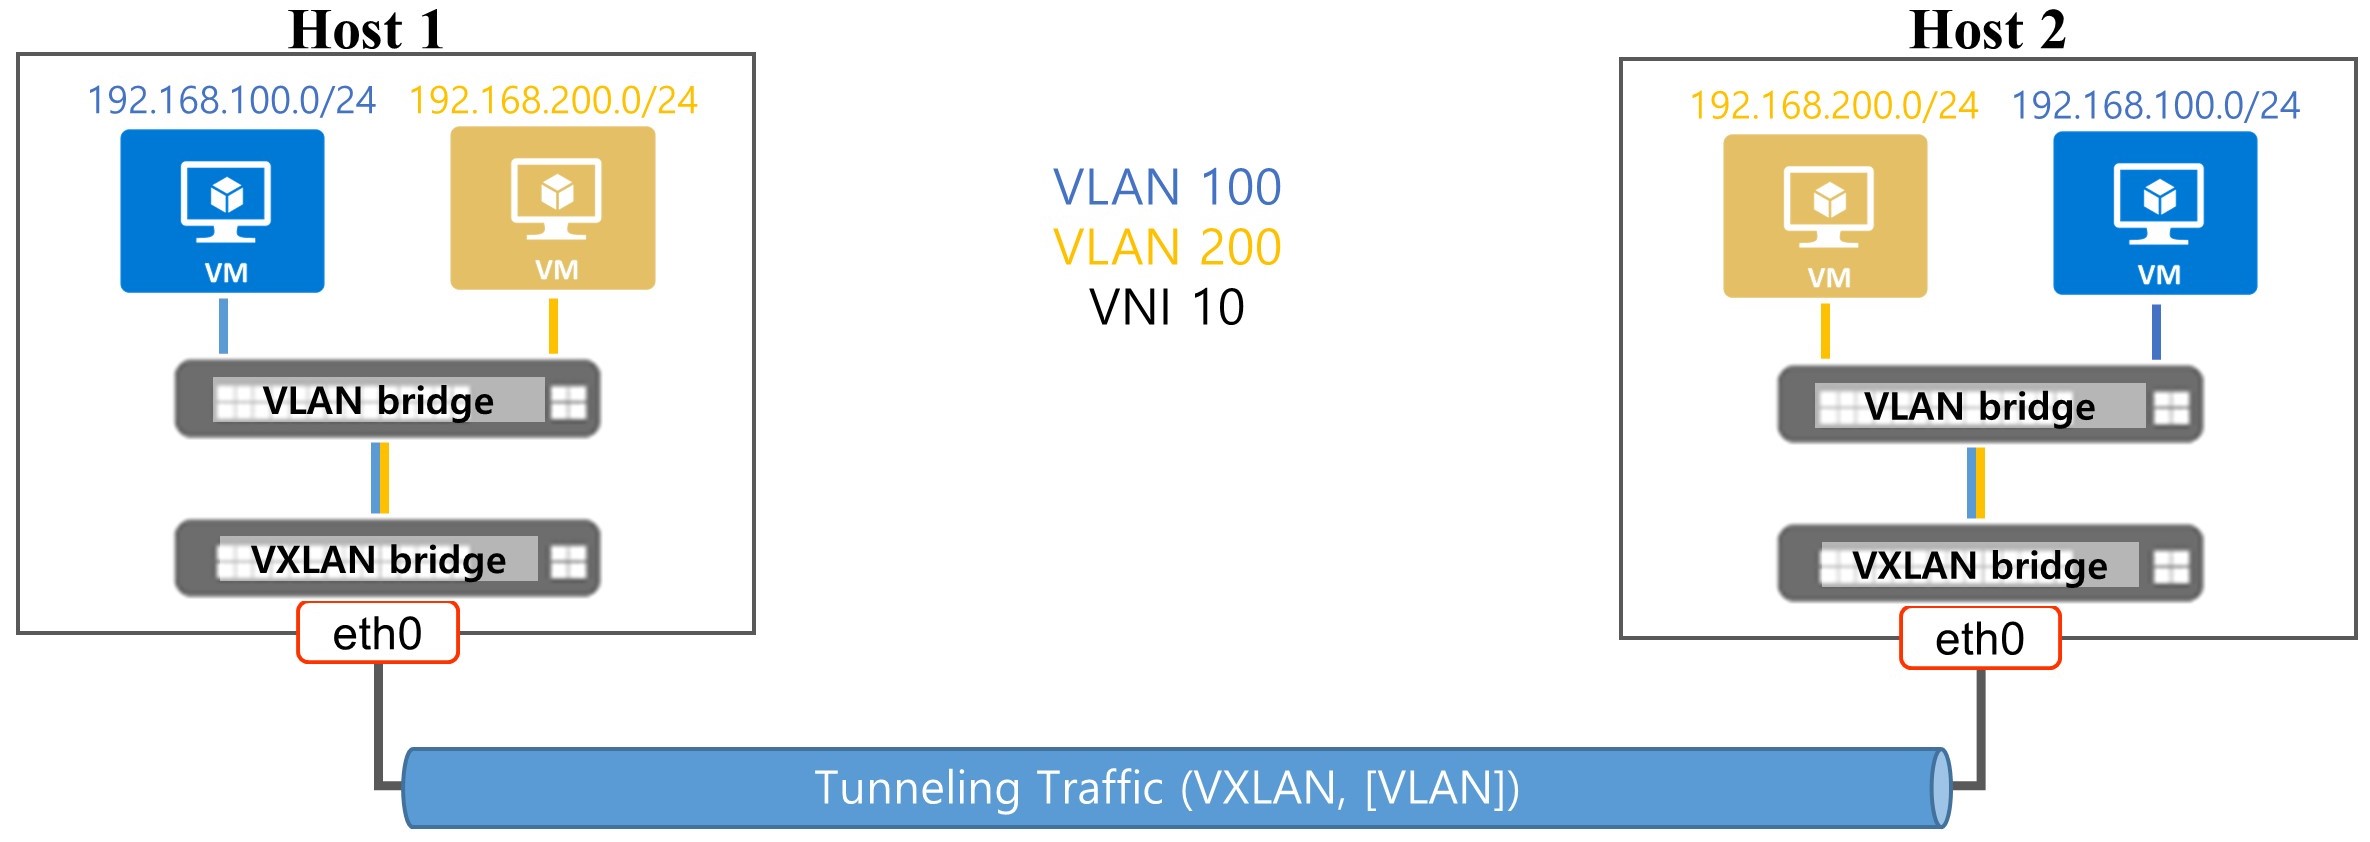 Host 1
192.168.100.0/24 192.168.200.0/24
VM VM
VLAN bridge
VXLAN bridge
eth0
VLAN 100
VLAN 200
VNI 10
Host 2
192.168.200.0/24 192.168.100.0/24
VM VM
VLAN bridge
VXLAN bridge
eth0
Tunneling Traffic (VXLAN, [VLAN])